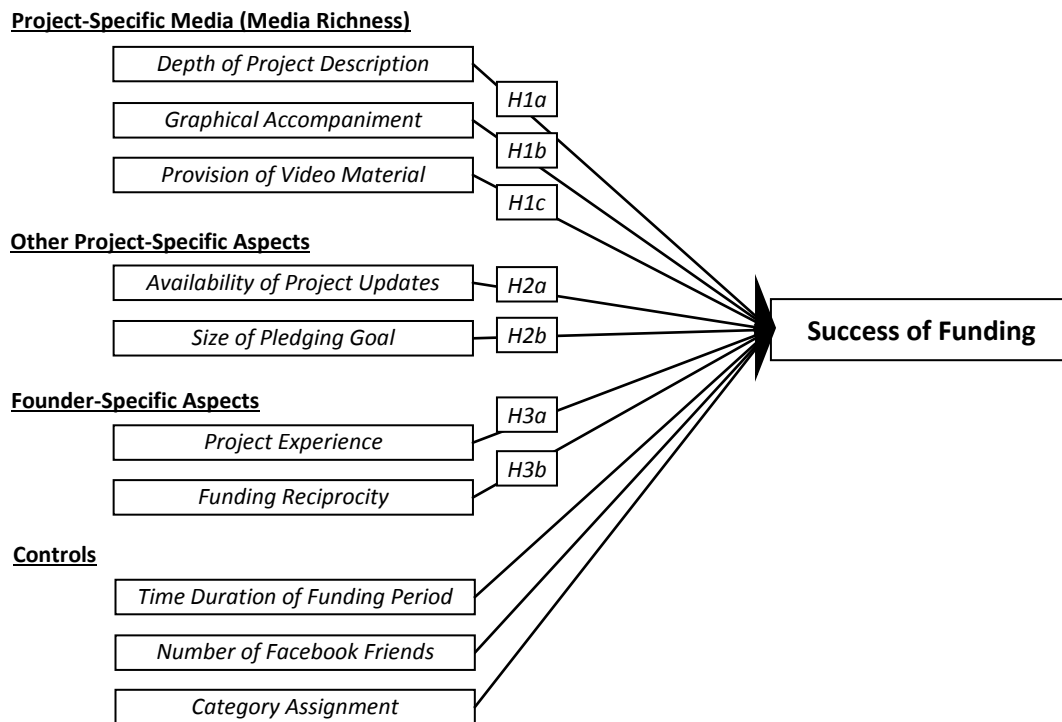 Project-Specific Media (Media Richness)
Depth of Project Description
H1a
Graphical Accompaniment
H1b
Provision of Video Material
H1c
Other Project-Specific Aspects
Availability of Project Updates
H2a
Size of Pledging Goal
H2b
Success of Funding
Founder-Specific Aspects
Project Experience
H3a
Funding Reciprocity
H3b
Controls
Time Duration of Funding Period
Number of Facebook Friends
Category Assignment